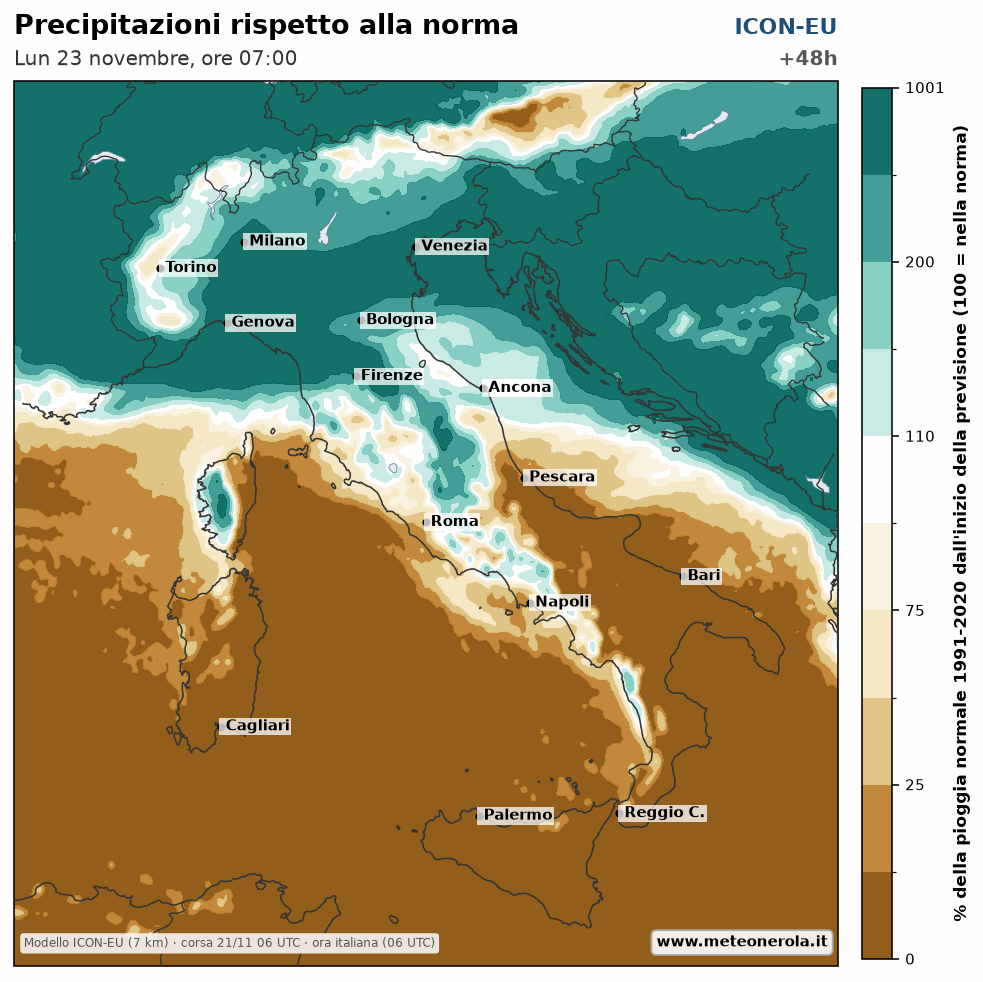 Precipitazioni rispetto alla norma
ICON-EU
Lun 23 novembre, ore 07:00
+48h
Milano
Venezia
Torino
Genova
Bologna
Firenze
Ancona
Pescara
Roma
Bari
Napoli
Cagliari
Palermo
Reggio C.
Modello ICON-EU (7 km) · corsa 21/11 06 UTC · ora italiana (06 UTC)
www.meteonerola.it
1001
200
110
75
25
0
% della pioggia normale 1991-2020 dall'inizio della previsione (100 = nella norma)